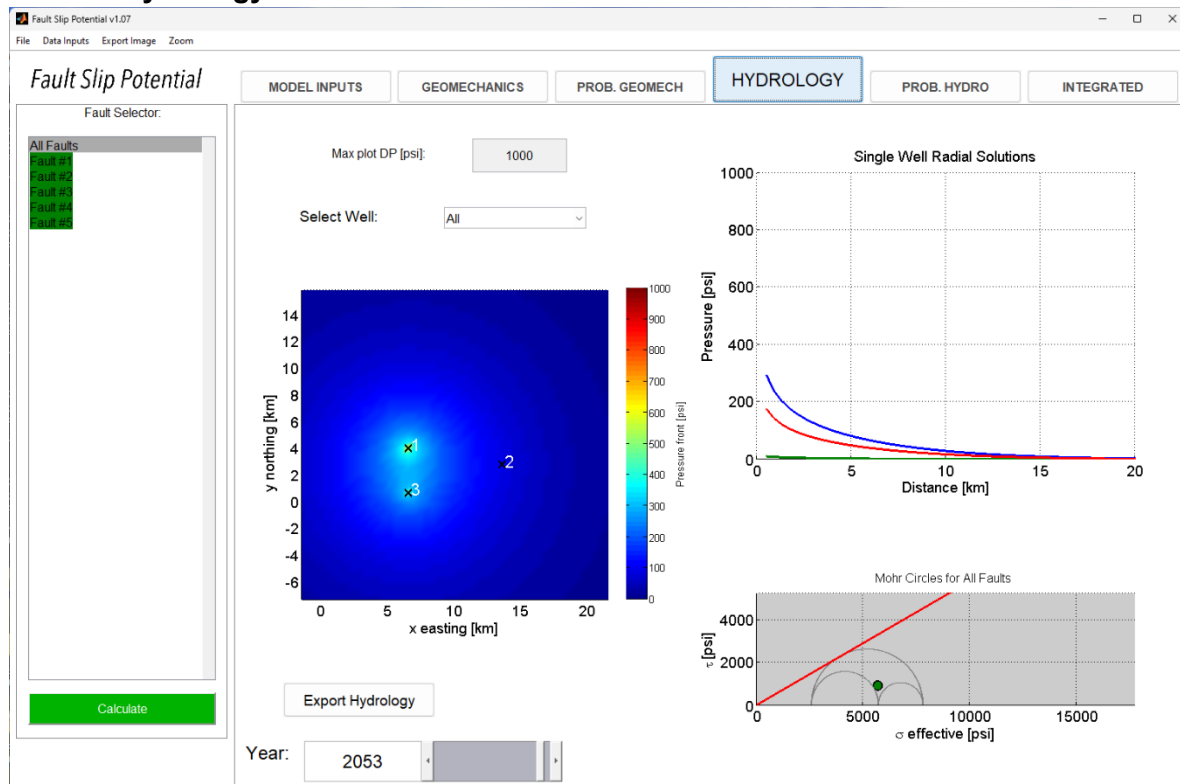 Fault Slip Potential v1.07
File Data Inputs Export Image Zoom
Fault Slip Potential
MODEL INPUTS GEOMECHANICS PROB. GEOMECH HYDROLOGY PROB. HYDRO INTEGRATED
Fault Selector:
All Faults
Fault #1
Fault #2
Fault #3
Fault #4
Fault #5
Calculate
Max plot DP [psi]: 1000
Select Well: All
14
12
10
8
6
4
2
0
-2
-4
-6
y northing [km]
0 5 10 15 20
x easting [km]
1
2
3
1000
900
800
700
600
500
400
300
200
100
0
Pressure front [psi]
Export Hydrology
Year: 2053
Single Well Radial Solutions
1000
800
600
400
200
0
Pressure [psi]
0 5 10 15 20
Distance [km]
Mohr Circles for All Faults
4000
2000
0
τ [psi]
0 5000 10000 15000
σ effective [psi]